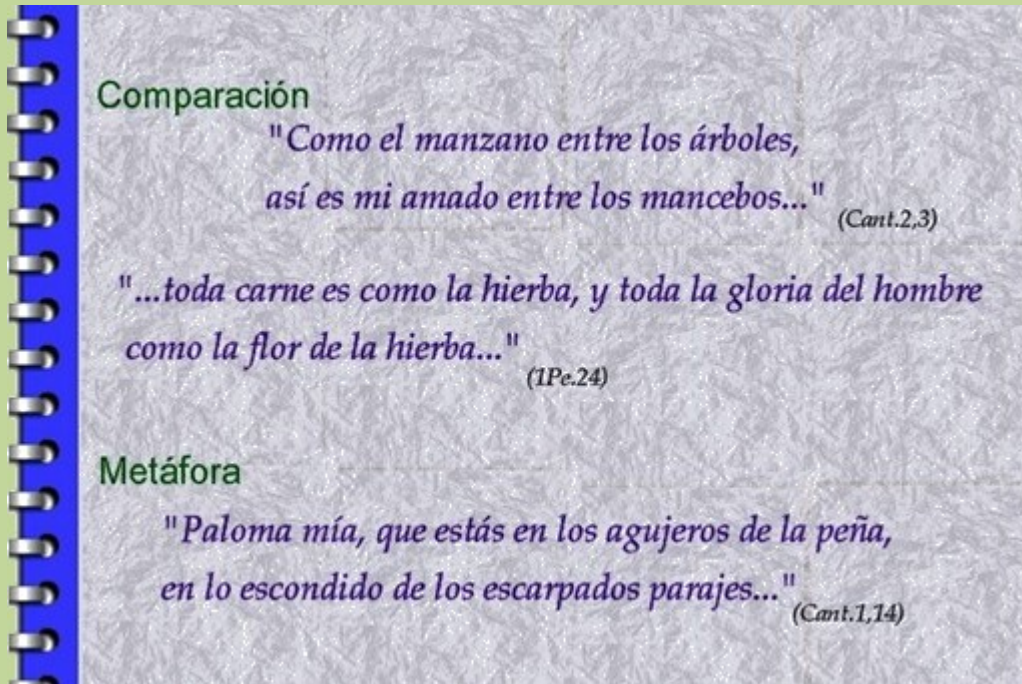 Comparación
"Como el manzano entre los árboles,
así es mi amado entre los mancebos..." (Cant.2,3)
"...toda carne es como la hierba, y toda la gloria del hombre
como la flor de la hierba..." (1Pe.24)
Metáfora
"Paloma mía, que estás en los agujeros de la peña,
en lo escondido de los escarpados parajes..." (Cant.1,14)